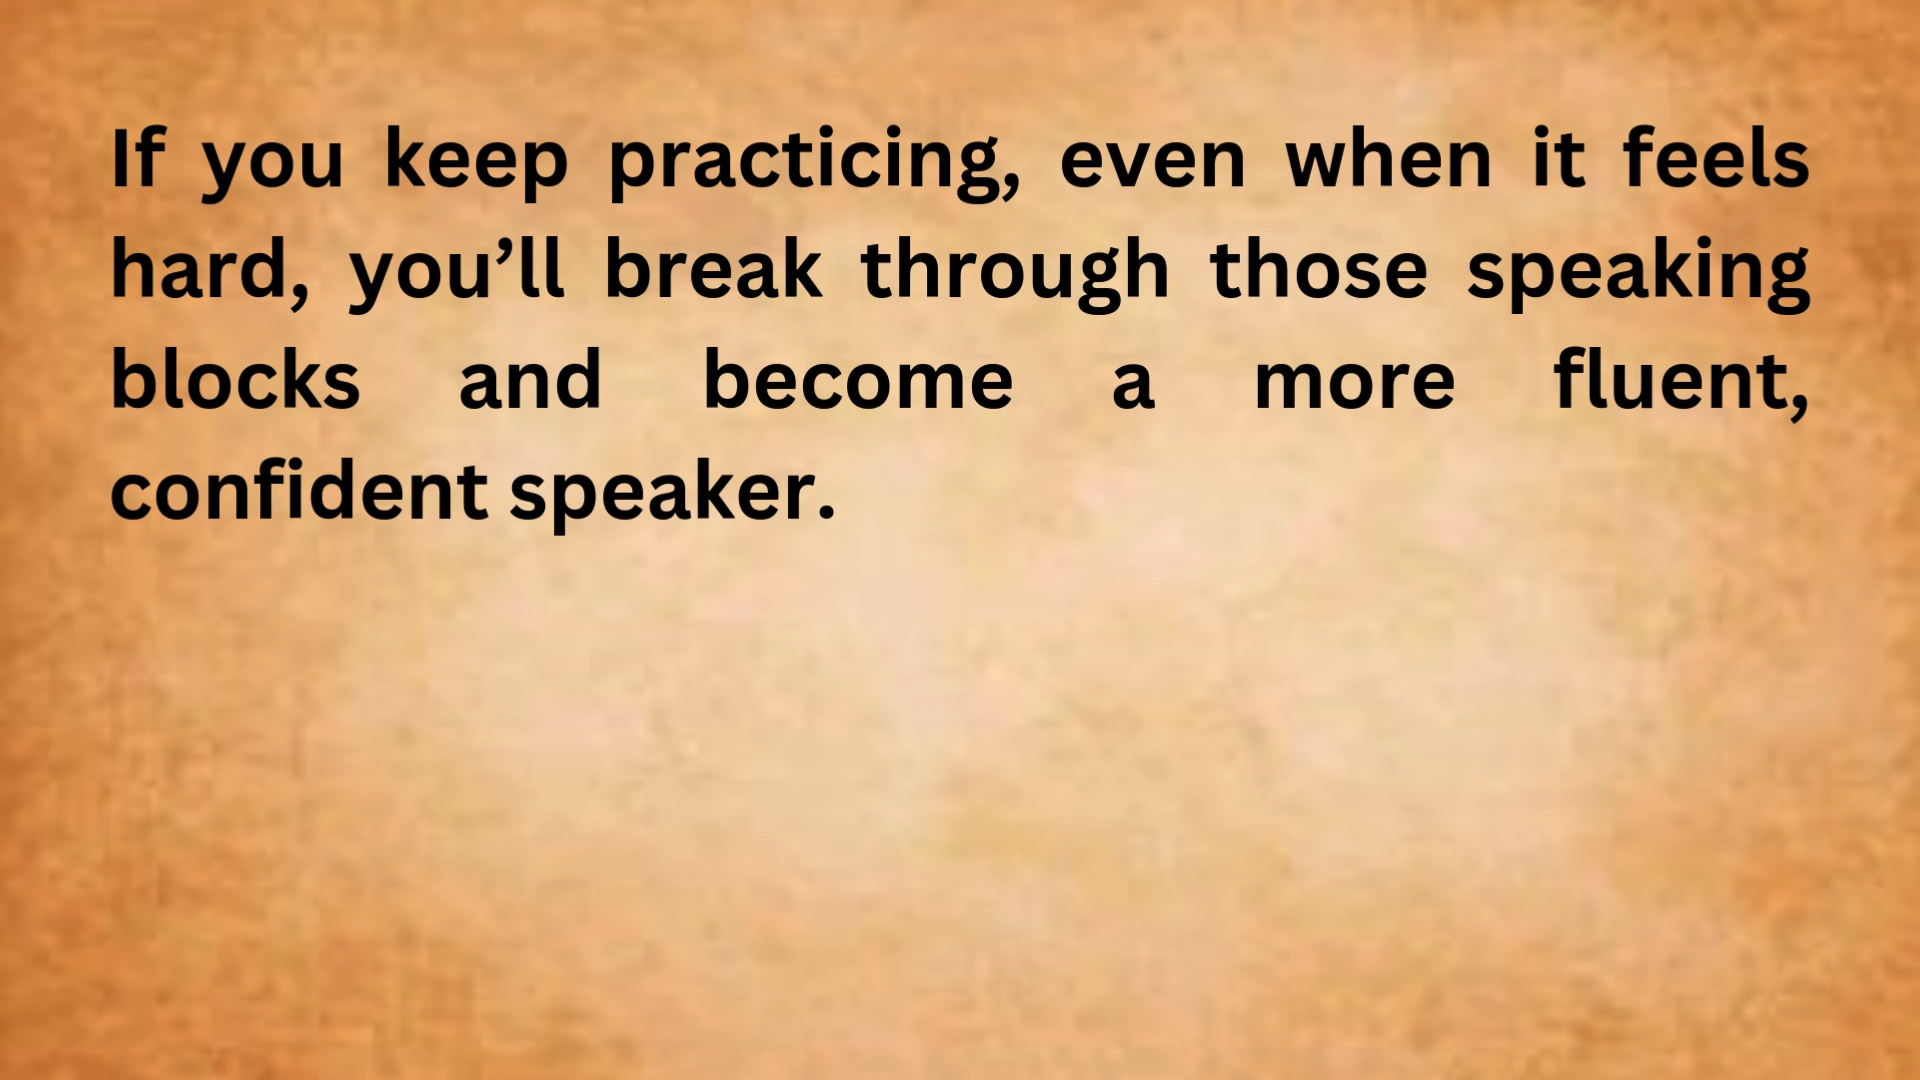 If you keep practicing, even when it feels
hard, you’ll break through those speaking
blocks and become a more fluent,
confident speaker.